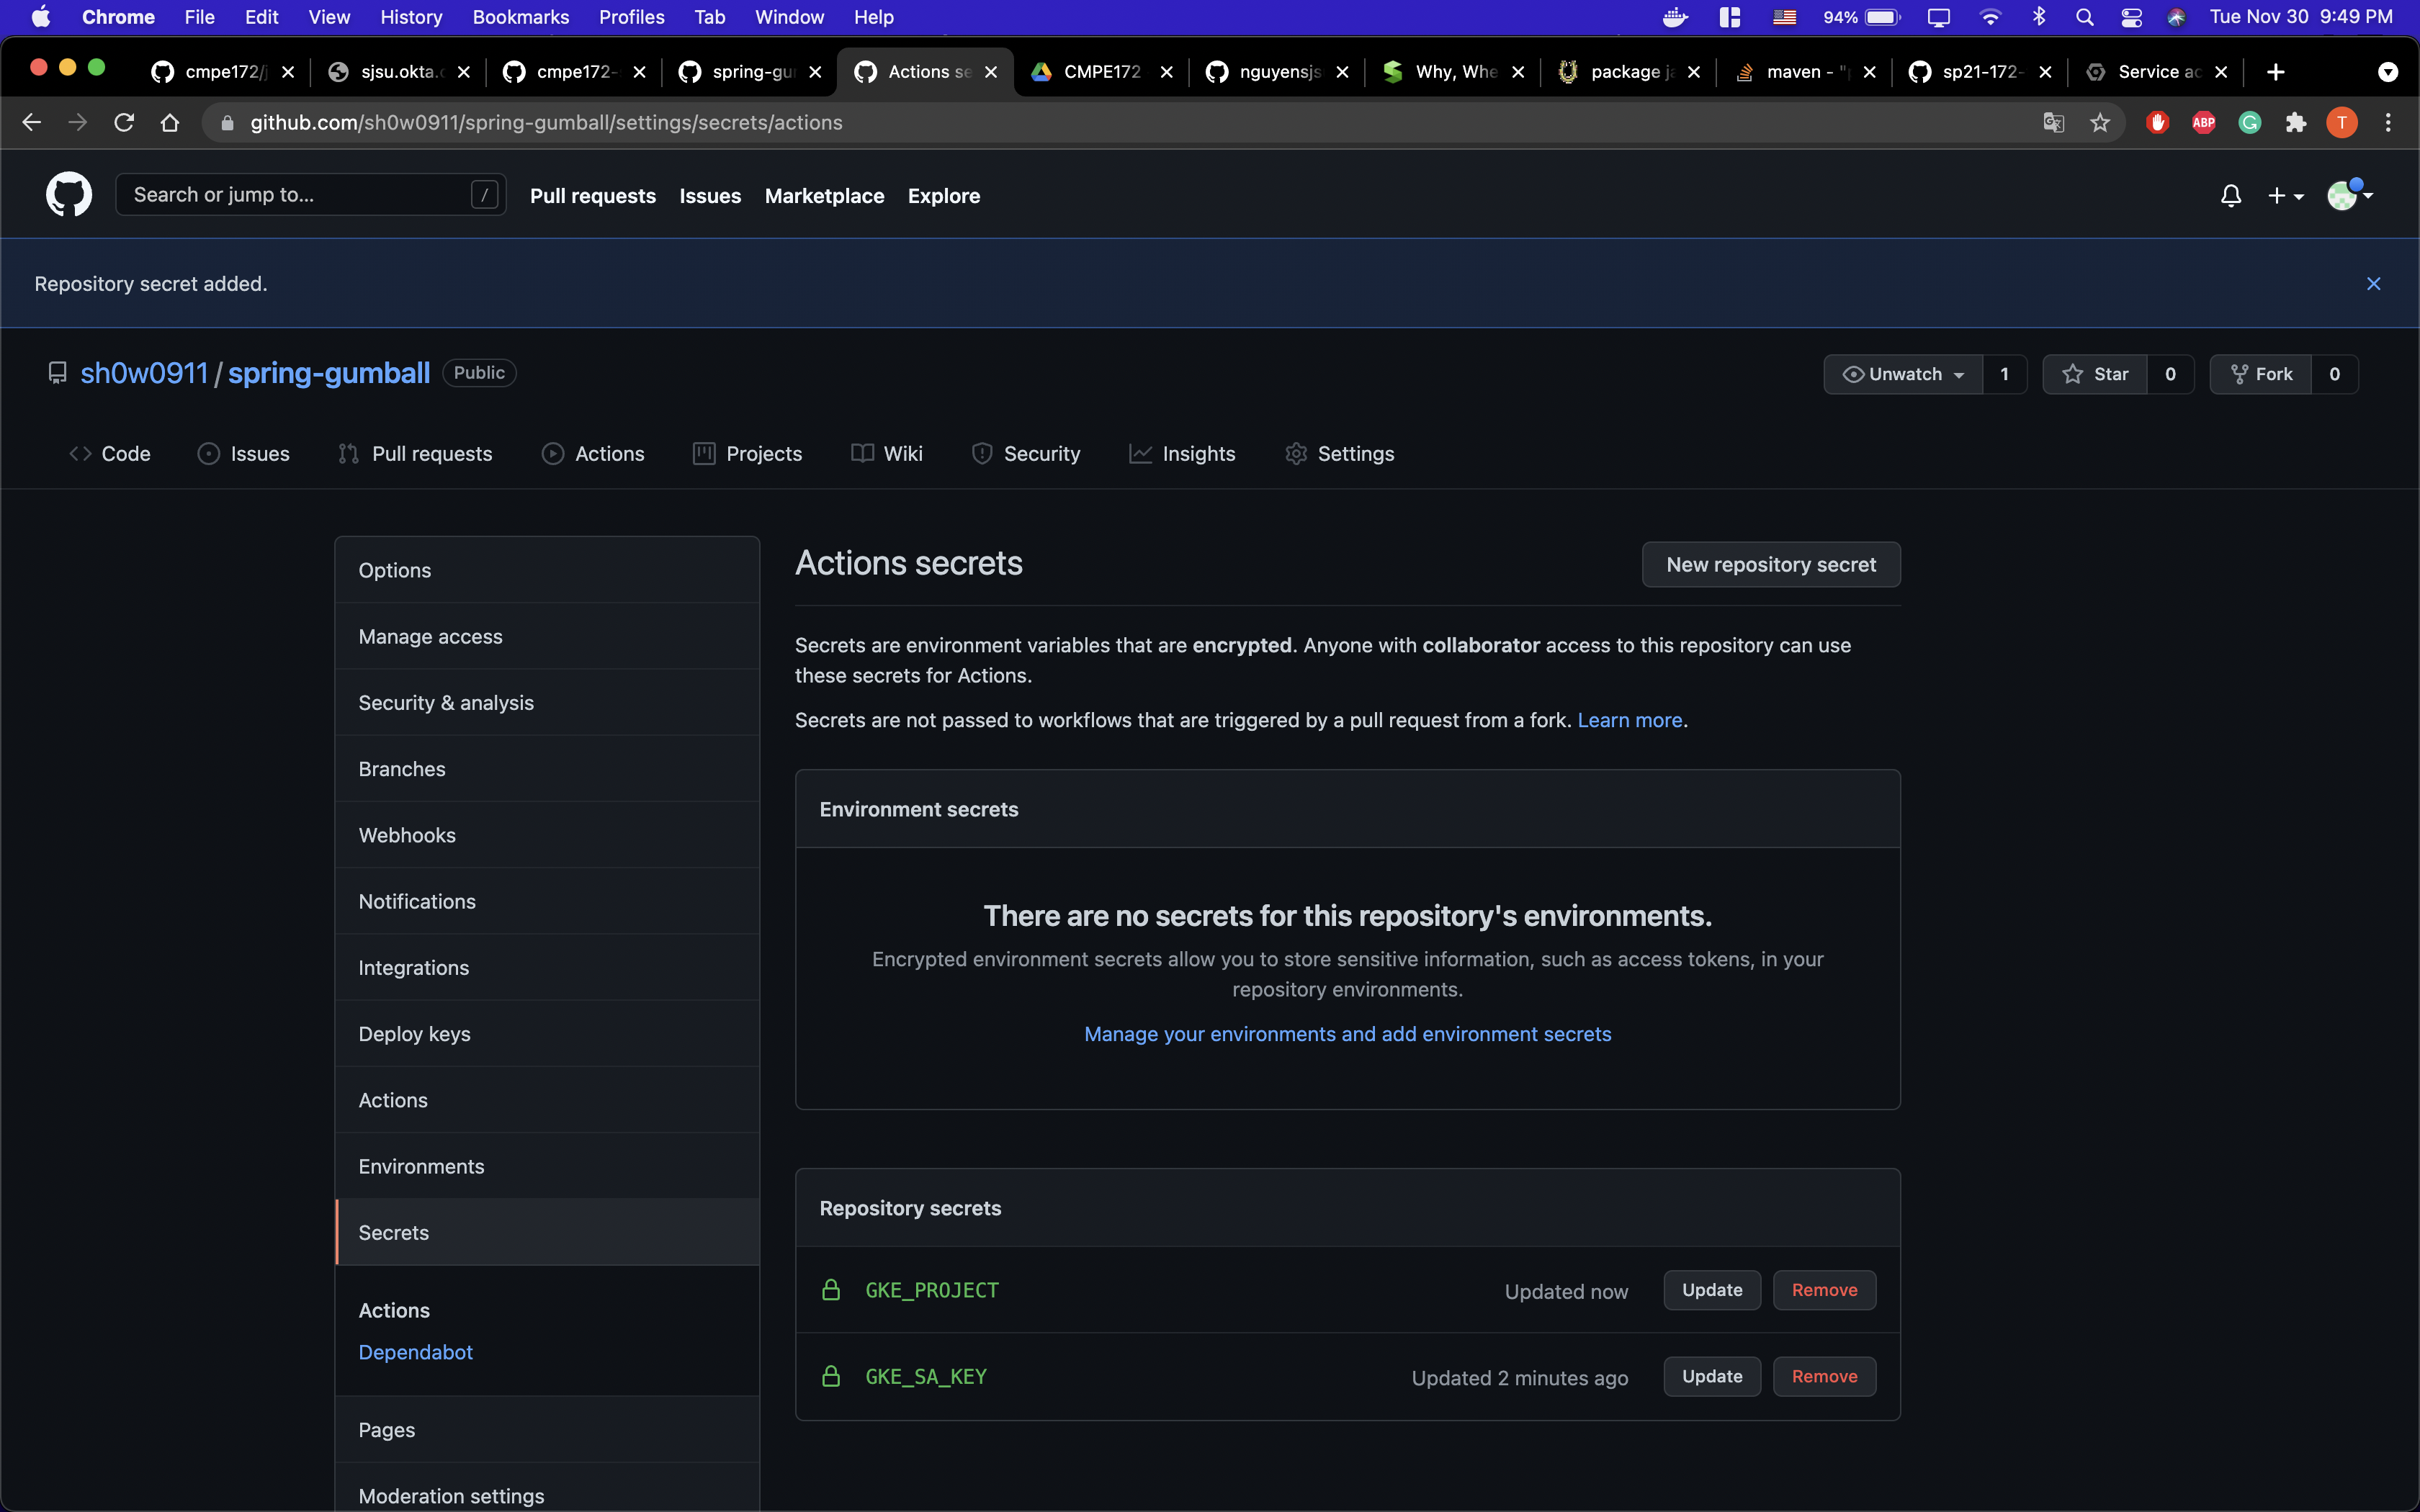 Chrome File Edit View History Bookmarks Profiles Tab Window Help 94% Tue Nov 30 9:49 PM
cmpe172/j sjsu.okta.c cmpe172- spring-gum Actions se CMPE172 nguyensjs Why, Whe package ja maven - "p sp21-172- Service ac
github.com/sh0w0911/spring-gumball/settings/secrets/actions ABP T
Search or jump to... / Pull requests Issues Marketplace Explore
Repository secret added.
sh0w0911 / spring-gumball Public Unwatch 1 Star 0 Fork 0
Code Issues Pull requests Actions Projects Wiki Security Insights Settings
Options
Manage access
Security & analysis
Branches
Webhooks
Notifications
Integrations
Deploy keys
Actions
Environments
Secrets
Actions
Dependabot
Pages
Moderation settings
Actions secrets New repository secret
Secrets are environment variables that are encrypted. Anyone with collaborator access to this repository can use
these secrets for Actions.
Secrets are not passed to workflows that are triggered by a pull request from a fork. Learn more.
Environment secrets
There are no secrets for this repository's environments.
Encrypted environment secrets allow you to store sensitive information, such as access tokens, in your
repository environments.
Manage your environments and add environment secrets
Repository secrets
GKE_PROJECT Updated now Update Remove
GKE_SA_KEY Updated 2 minutes ago Update Remove